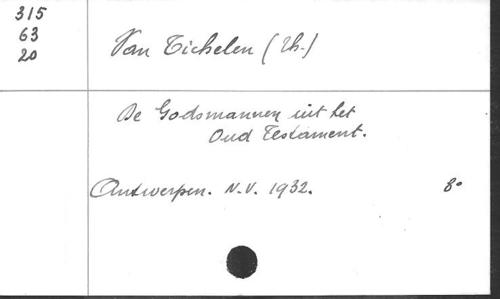 315
63
20
Van Tichelen (Th.)
De Godsmannen uit het
Oud Testament.
Antwerpen. N.V. 1932. 8°